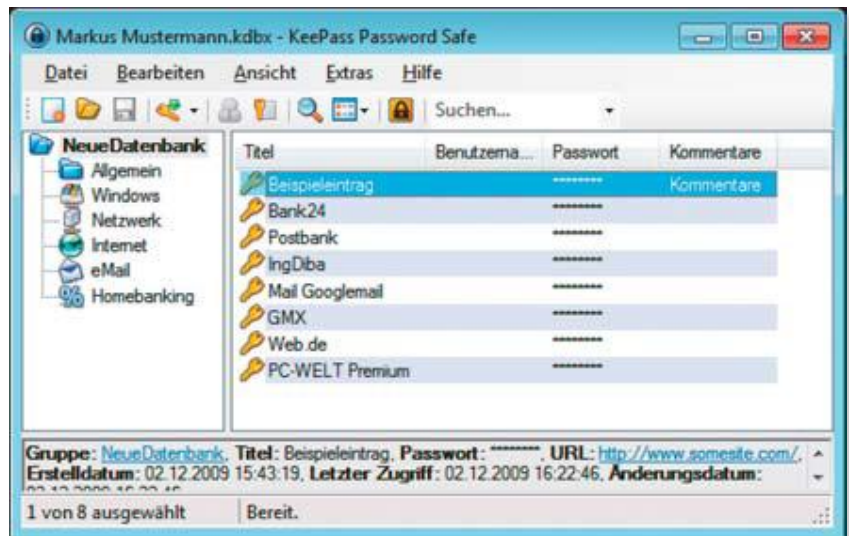 Markus Mustermann.kdbx - KeePass Password Safe
Datei Bearbeiten Ansicht Extras Hilfe
Suchen...
NeueDatenbank
Allgemein
Windows
Netzwerk
Internet
eMail
Homebanking
Titel Benutzerna... Passwort Kommentare
Beispieleintrag ******** Kommentare
Bank24 ********
Postbank ********
IngDiba ********
Mail Googlemail ********
GMX ********
Web.de ********
PC-WELT Premium ********
Gruppe: NeueDatenbank, Titel: Beispieleintrag, Passwort: ********, URL: http://www.somesite.com/,
Erstelldatum: 02.12.2009 15:43:19, Letzter Zugriff: 02.12.2009 16:22:46, Änderungsdatum:
1 von 8 ausgewählt Bereit.